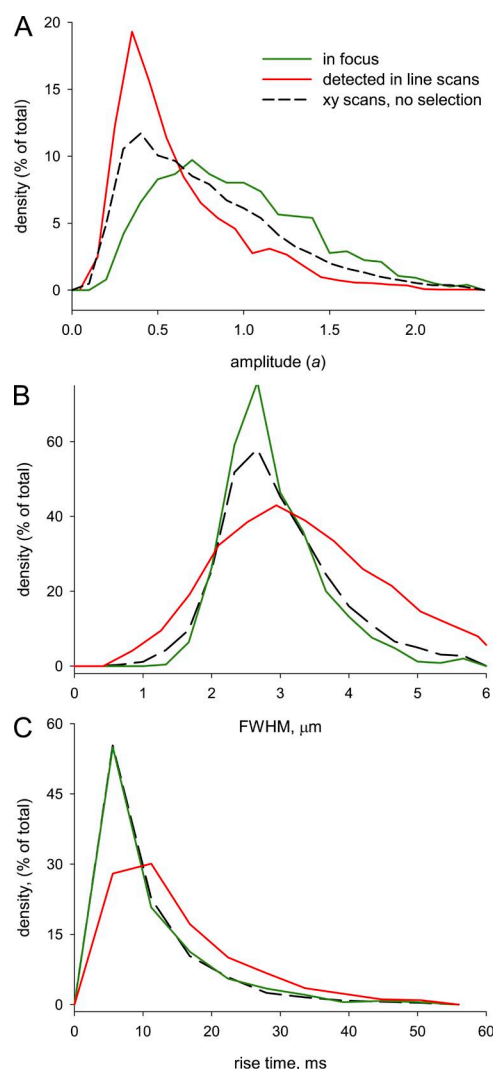 A
20
15
10
5
0
density (% of total)
in focus
detected in line scans
xy scans, no selection
0.0 0.5 1.0 1.5 2.0
amplitude (a)
B
60
40
20
0
density (% of total)
0 1 2 3 4 5 6
FWHM, μm
C
60
45
30
15
0
density, (% of total)
0 10 20 30 40 50 60
rise time, ms